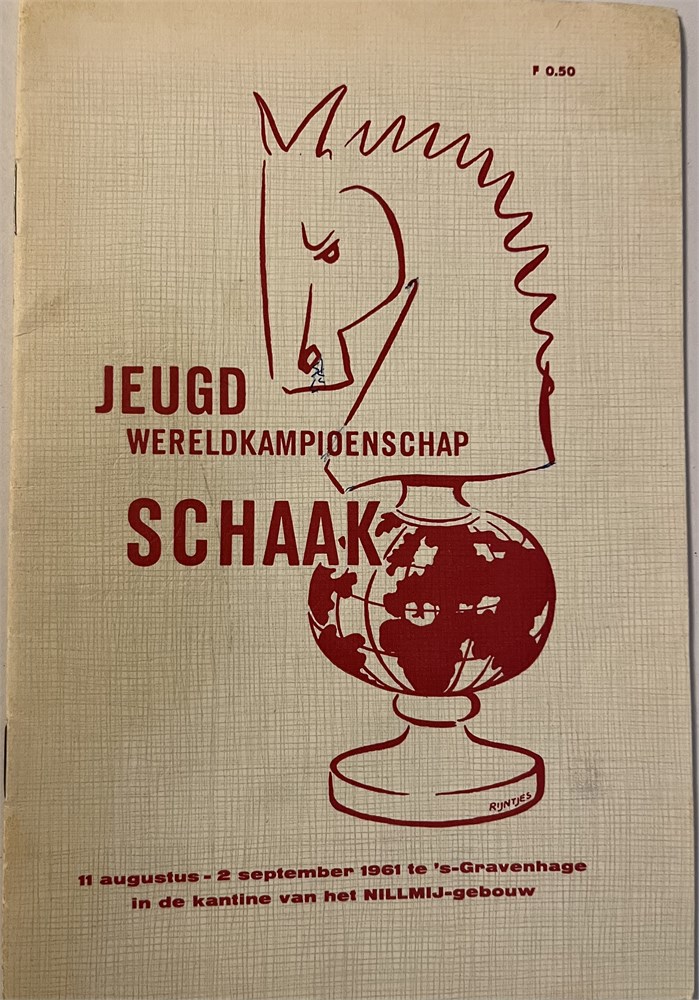 F 0.50
JEUGD
WERELDKAMPIOENSCHAP
SCHAAK
RIJNTJES
11 augustus - 2 september 1961 te 's-Gravenhage
in de kantine van het NILLMIJ-gebouw